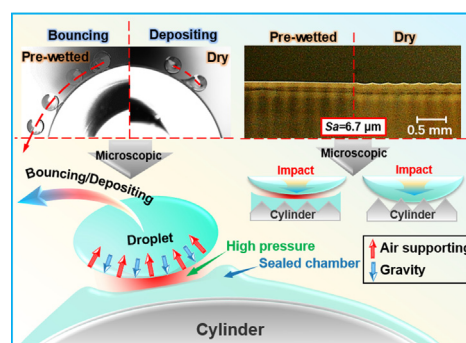 Bouncing Depositing
Pre-wetted Dry
Pre-wetted Dry
Sa=6.7 μm
0.5 mm
Microscopic
Microscopic
Bouncing/Depositing
Impact Impact
Cylinder Cylinder
Droplet
High pressure
Sealed chamber
Air supporting
Gravity
Cylinder